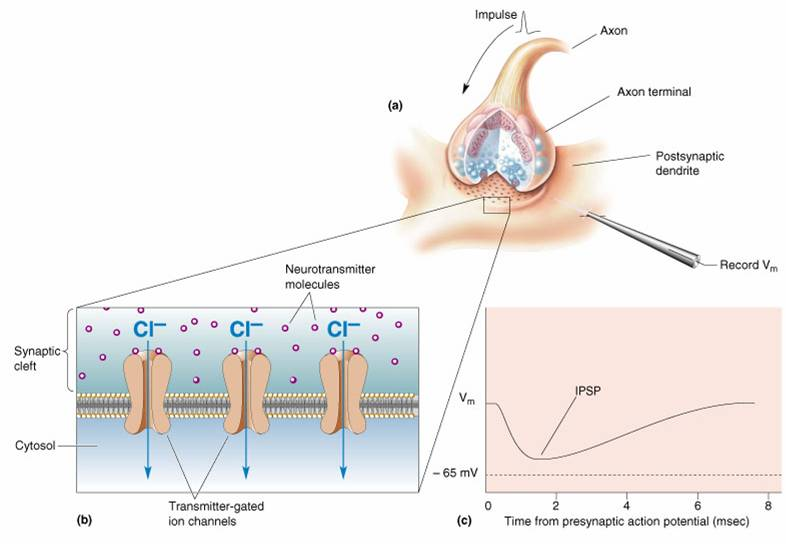 Impulse
Axon
(a)
Axon terminal
Postsynaptic
dendrite
Record Vm
Neurotransmitter
molecules
Cl–
Cl–
Cl–
Synaptic
cleft
Cytosol
Transmitter-gated
ion channels
(b)
Vm
IPSP
– 65 mV
0
2
4
6
8
(c)
Time from presynaptic action potential (msec)